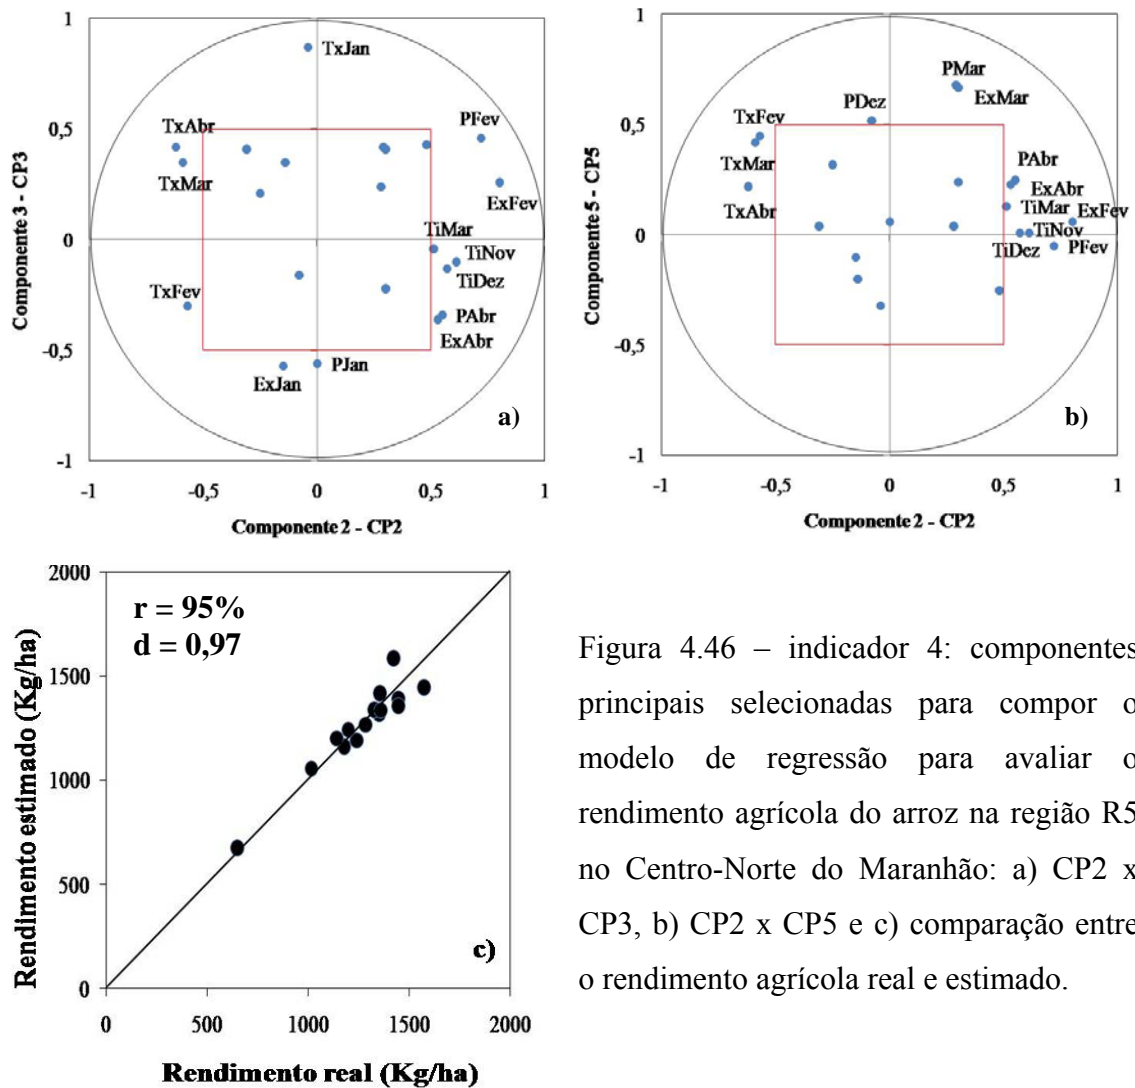 1
TxJan
TxAbr
0,5
PFev
TxMar
ExFev
TiMar
0
TiNov
TiDez
TxFev
PAbr
ExAbr
-0,5
PJan
ExJan
a)
-1
-1
-0,5
0
0,5
1
Componente 3 - CP3
Componente 2 - CP2
1
PMar
ExMar
PDez
0,5
TxFev
TxMar
PAbr
ExAbr
TxAbr
TiMar
ExFev
0
TiNov
TiDez
PFev
-0,5
b)
-1
-1
-0,5
0
0,5
1
Componente 5 - CP5
Componente 2 - CP2
2000
r = 95%
d = 0,97
1500
1000
500
c)
0
0
500
1000
1500
2000
Rendimento estimado (Kg/ha)
Rendimento real (Kg/ha)
Figura 4.46 – indicador 4: componentes
principais selecionadas para compor o
modelo de regressão para avaliar o
rendimento agrícola do arroz na região R5
no Centro-Norte do Maranhão: a) CP2 x
CP3, b) CP2 x CP5 e c) comparação entre
o rendimento agrícola real e estimado.